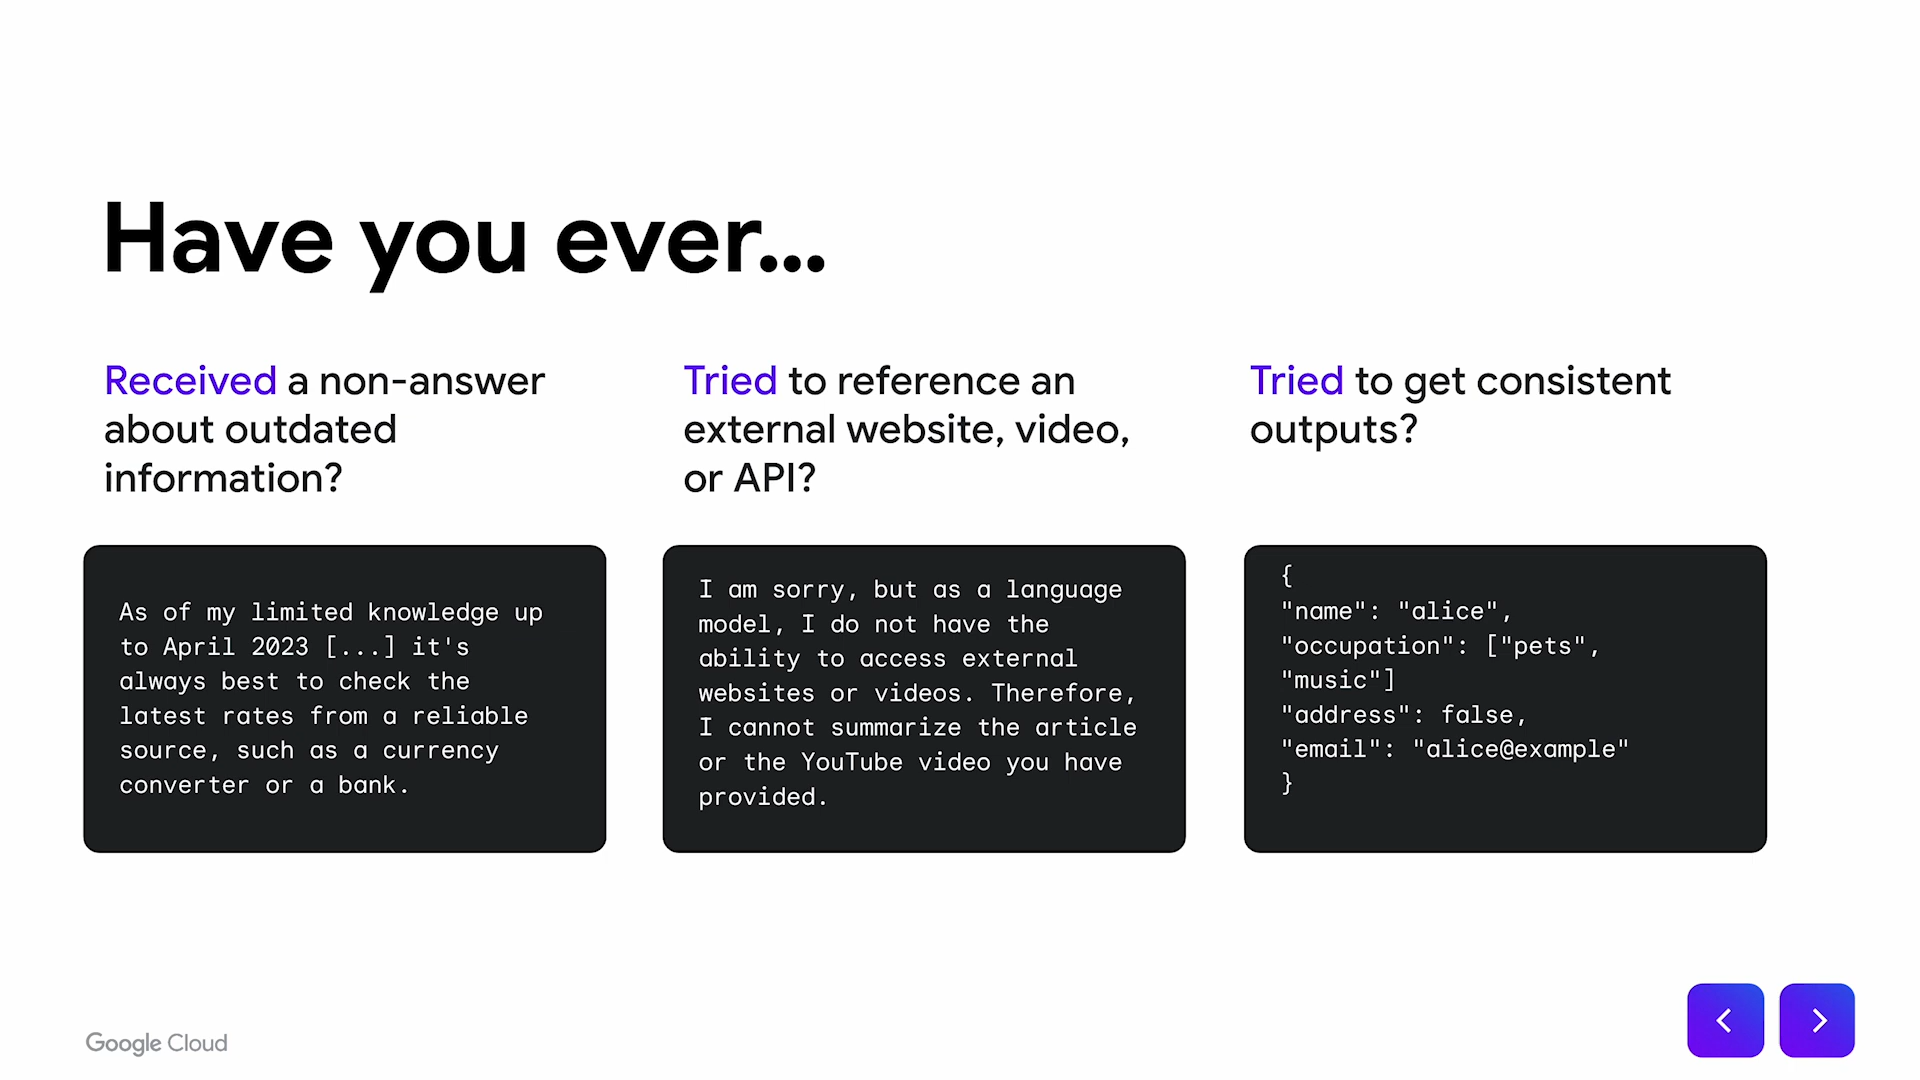 Have you ever...
Received a non-answer
about outdated
information?
Tried to reference an
external website, video,
or API?
Tried to get consistent
outputs?
As of my limited knowledge up
to April 2023 [...] it's
always best to check the
latest rates from a reliable
source, such as a currency
converter or a bank.
I am sorry, but as a language
model, I do not have the
ability to access external
websites or videos. Therefore,
I cannot summarize the article
or the YouTube video you have
provided.
{
"name": "alice",
"occupation": ["pets",
"music"]
"address": false,
"email": "alice@example"
}
Google Cloud